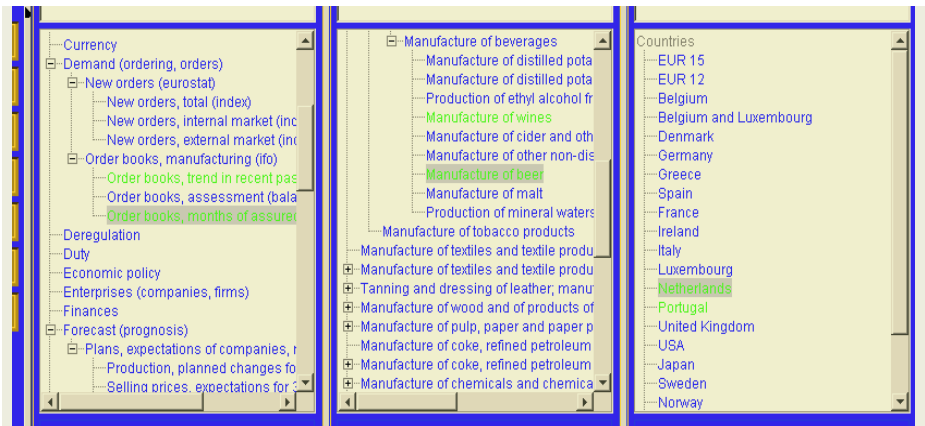 Currency
Demand (ordering, orders)
New orders (eurostat)
New orders, total (index)
New orders, internal market (inc
New orders, external market (in
Order books, manufacturing (ifo)
Order books, trend in recent pas
Order books, assessment (bala
Order books, months of assure
Deregulation
Duty
Economic policy
Enterprises (companies, firms)
Finances
Forecast (prognosis)
Plans, expectations of companies,
Production, planned changes fo
Selling prices, expectations for 3
Manufacture of beverages
Manufacture of distilled pota
Manufacture of distilled pota
Production of ethyl alcohol fr
Manufacture of wines
Manufacture of cider and oth
Manufacture of other non-dis
Manufacture of beer
Manufacture of malt
Production of mineral waters
Manufacture of tobacco products
Manufacture of textiles and textile produ
Manufacture of textiles and textile produ
Tanning and dressing of leather; manu
Manufacture of wood and of products of
Manufacture of pulp, paper and paper p
Manufacture of coke, refined petroleum
Manufacture of coke, refined petroleum
Manufacture of chemicals and chemica
Countries
EUR 15
EUR 12
Belgium
Belgium and Luxembourg
Denmark
Germany
Greece
Spain
France
Ireland
Italy
Luxembourg
Netherlands
Portugal
United Kingdom
USA
Japan
Sweden
Norway